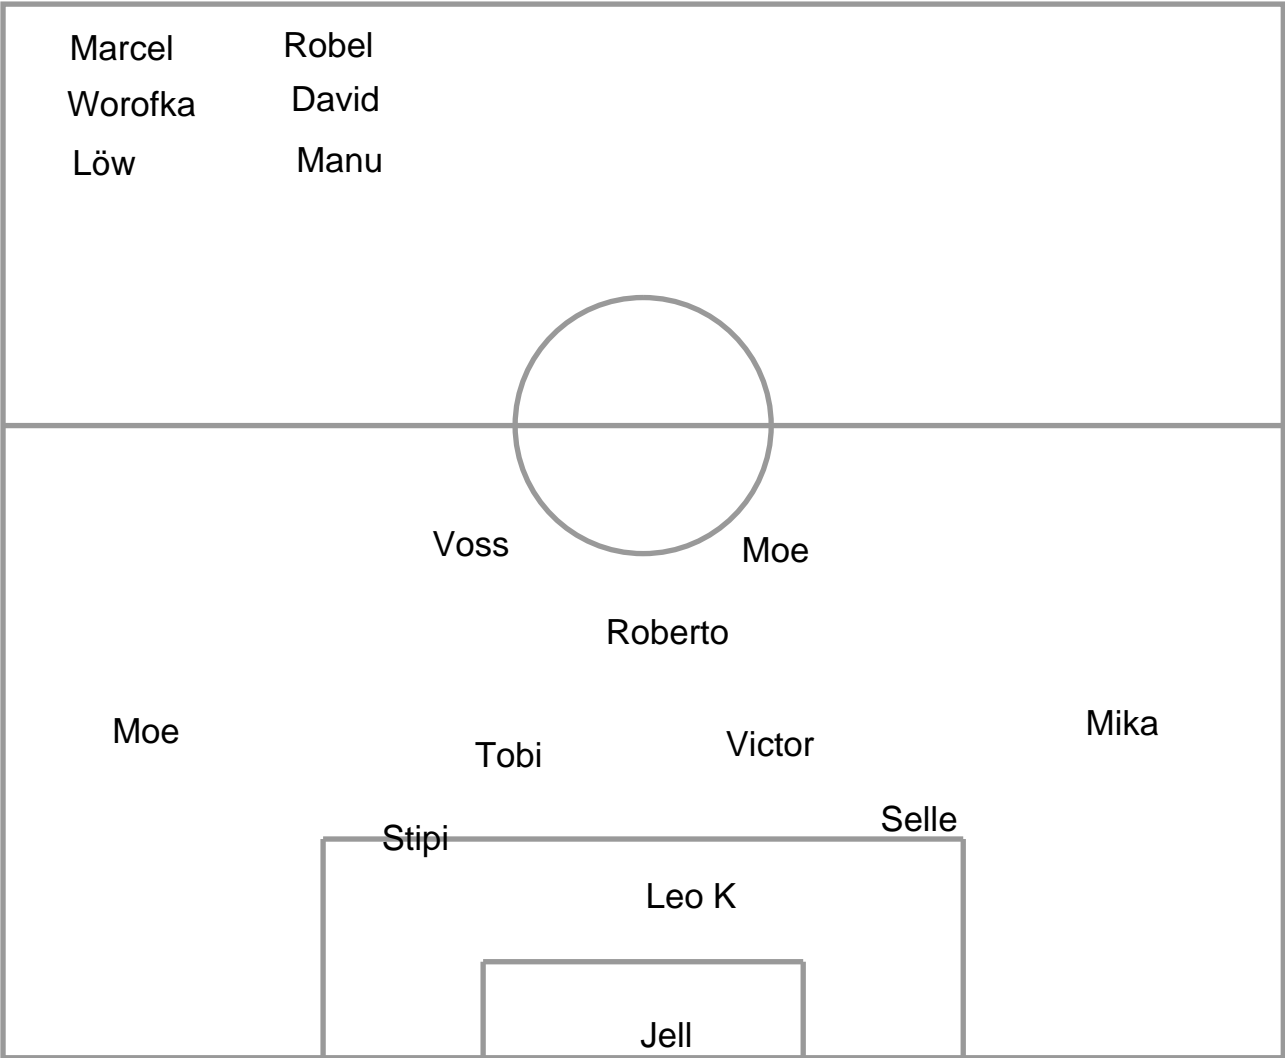 Marcel Robel
Worofka David
Löw Manu
Voss Moe
Roberto
Moe Tobi Victor Mika
Stipi Selle
Leo K
Jell